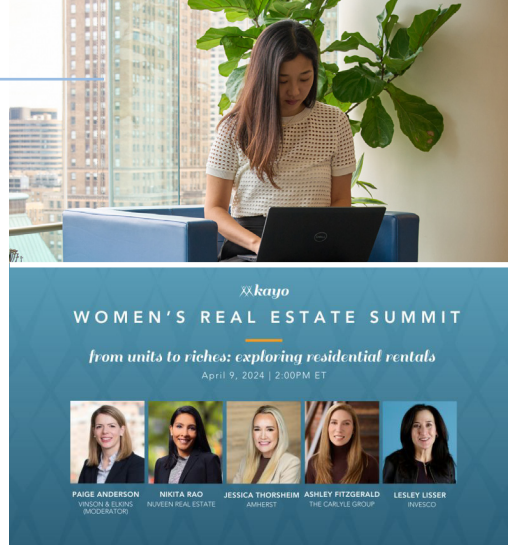 DELL
kayo
WOMEN'S REAL ESTATE SUMMIT
from units to riches: exploring residential rentals
April 9, 2024 | 2:00PM ET
PAIGE ANDERSON
VINSON & ELKINS
(MODERATOR)
NIKITA RAO
NUVEEN REAL ESTATE
JESSICA THORSHEIM
AMHERST
ASHLEY FITZGERALD
THE CARLYLE GROUP
LESLEY LISSER
INVESCO